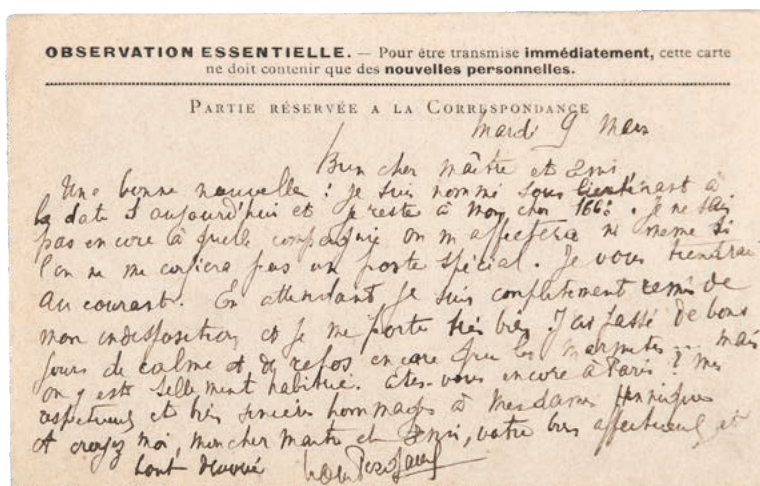 OBSERVATION ESSENTIELLE. — Pour être transmise immédiatement, cette carte
ne doit contenir que des nouvelles personnelles.
PARTIE RÉSERVÉE A LA CORRESPONDANCE
Mardi 9 Mars
Bien cher maître et ami,
Une bonne nouvelle : je suis nommé sous lieutenant à
la date d'aujourd'hui et je reste à mon cher 166e. Je ne sais
pas encore à quelle compagnie on m'affectera ni même si
l'on ne me confiera pas un poste spécial. Je vous tiendrai
au courant. En attendant je suis complètement remis de
mon indisposition et je me porte très bien. J'ai passé de bons
jours de calme et de repos encore que les marmites... mais
on y est tellement habitué. Etes-vous encore à Paris ? Mes
respectueux et très sincères hommages à Mesdames
et croyez moi, mon cher maître et ami, votre bien affectueux et
tout dévoué